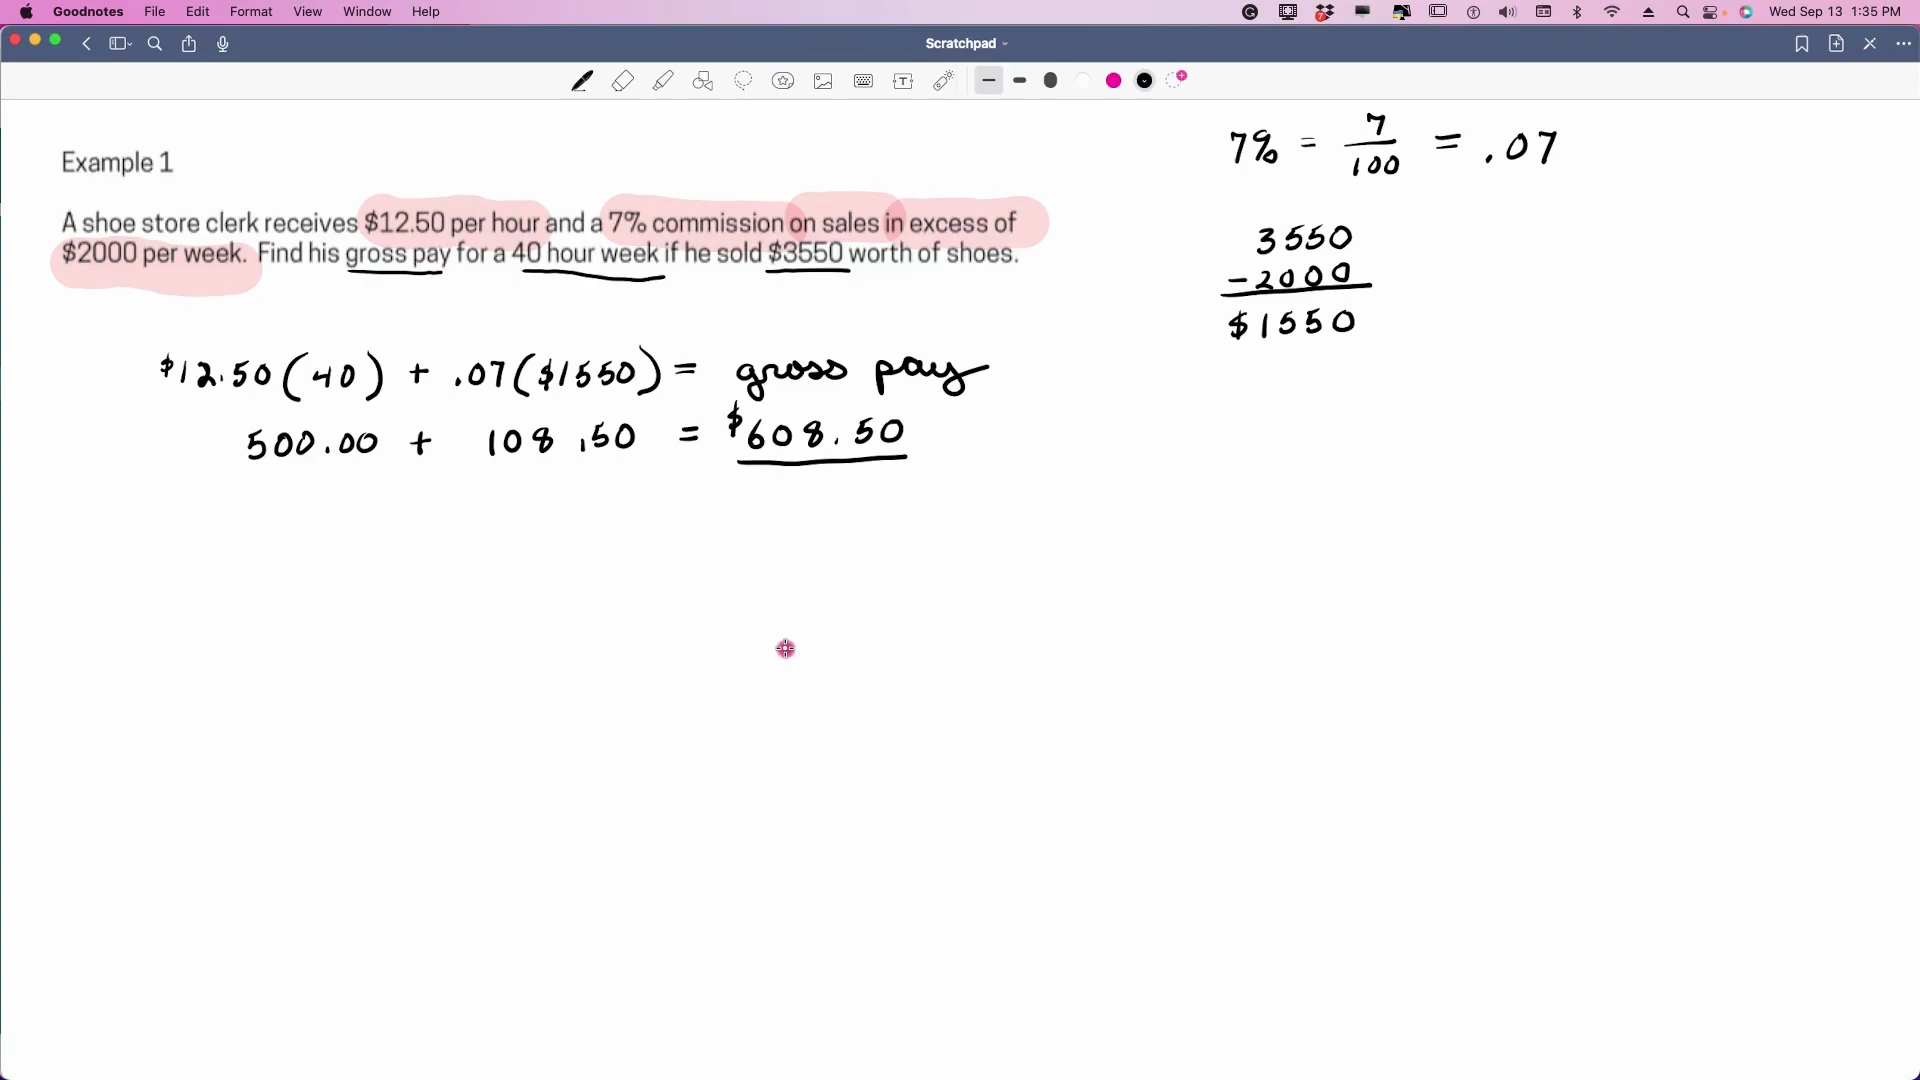 Goodnotes File Edit Format View Window Help Wed Sep 13 1:35 PM
Scratchpad
Example 1
A shoe store clerk receives $12.50 per hour and a 7% commission on sales in excess of
$2000 per week. Find his gross pay for a 40 hour week if he sold $3550 worth of shoes.
7% = 7/100 = .07
3550
-2000
$1550
$12.50(40) + .07($1550) = gross pay
500.00 + 108.50 = $608.50